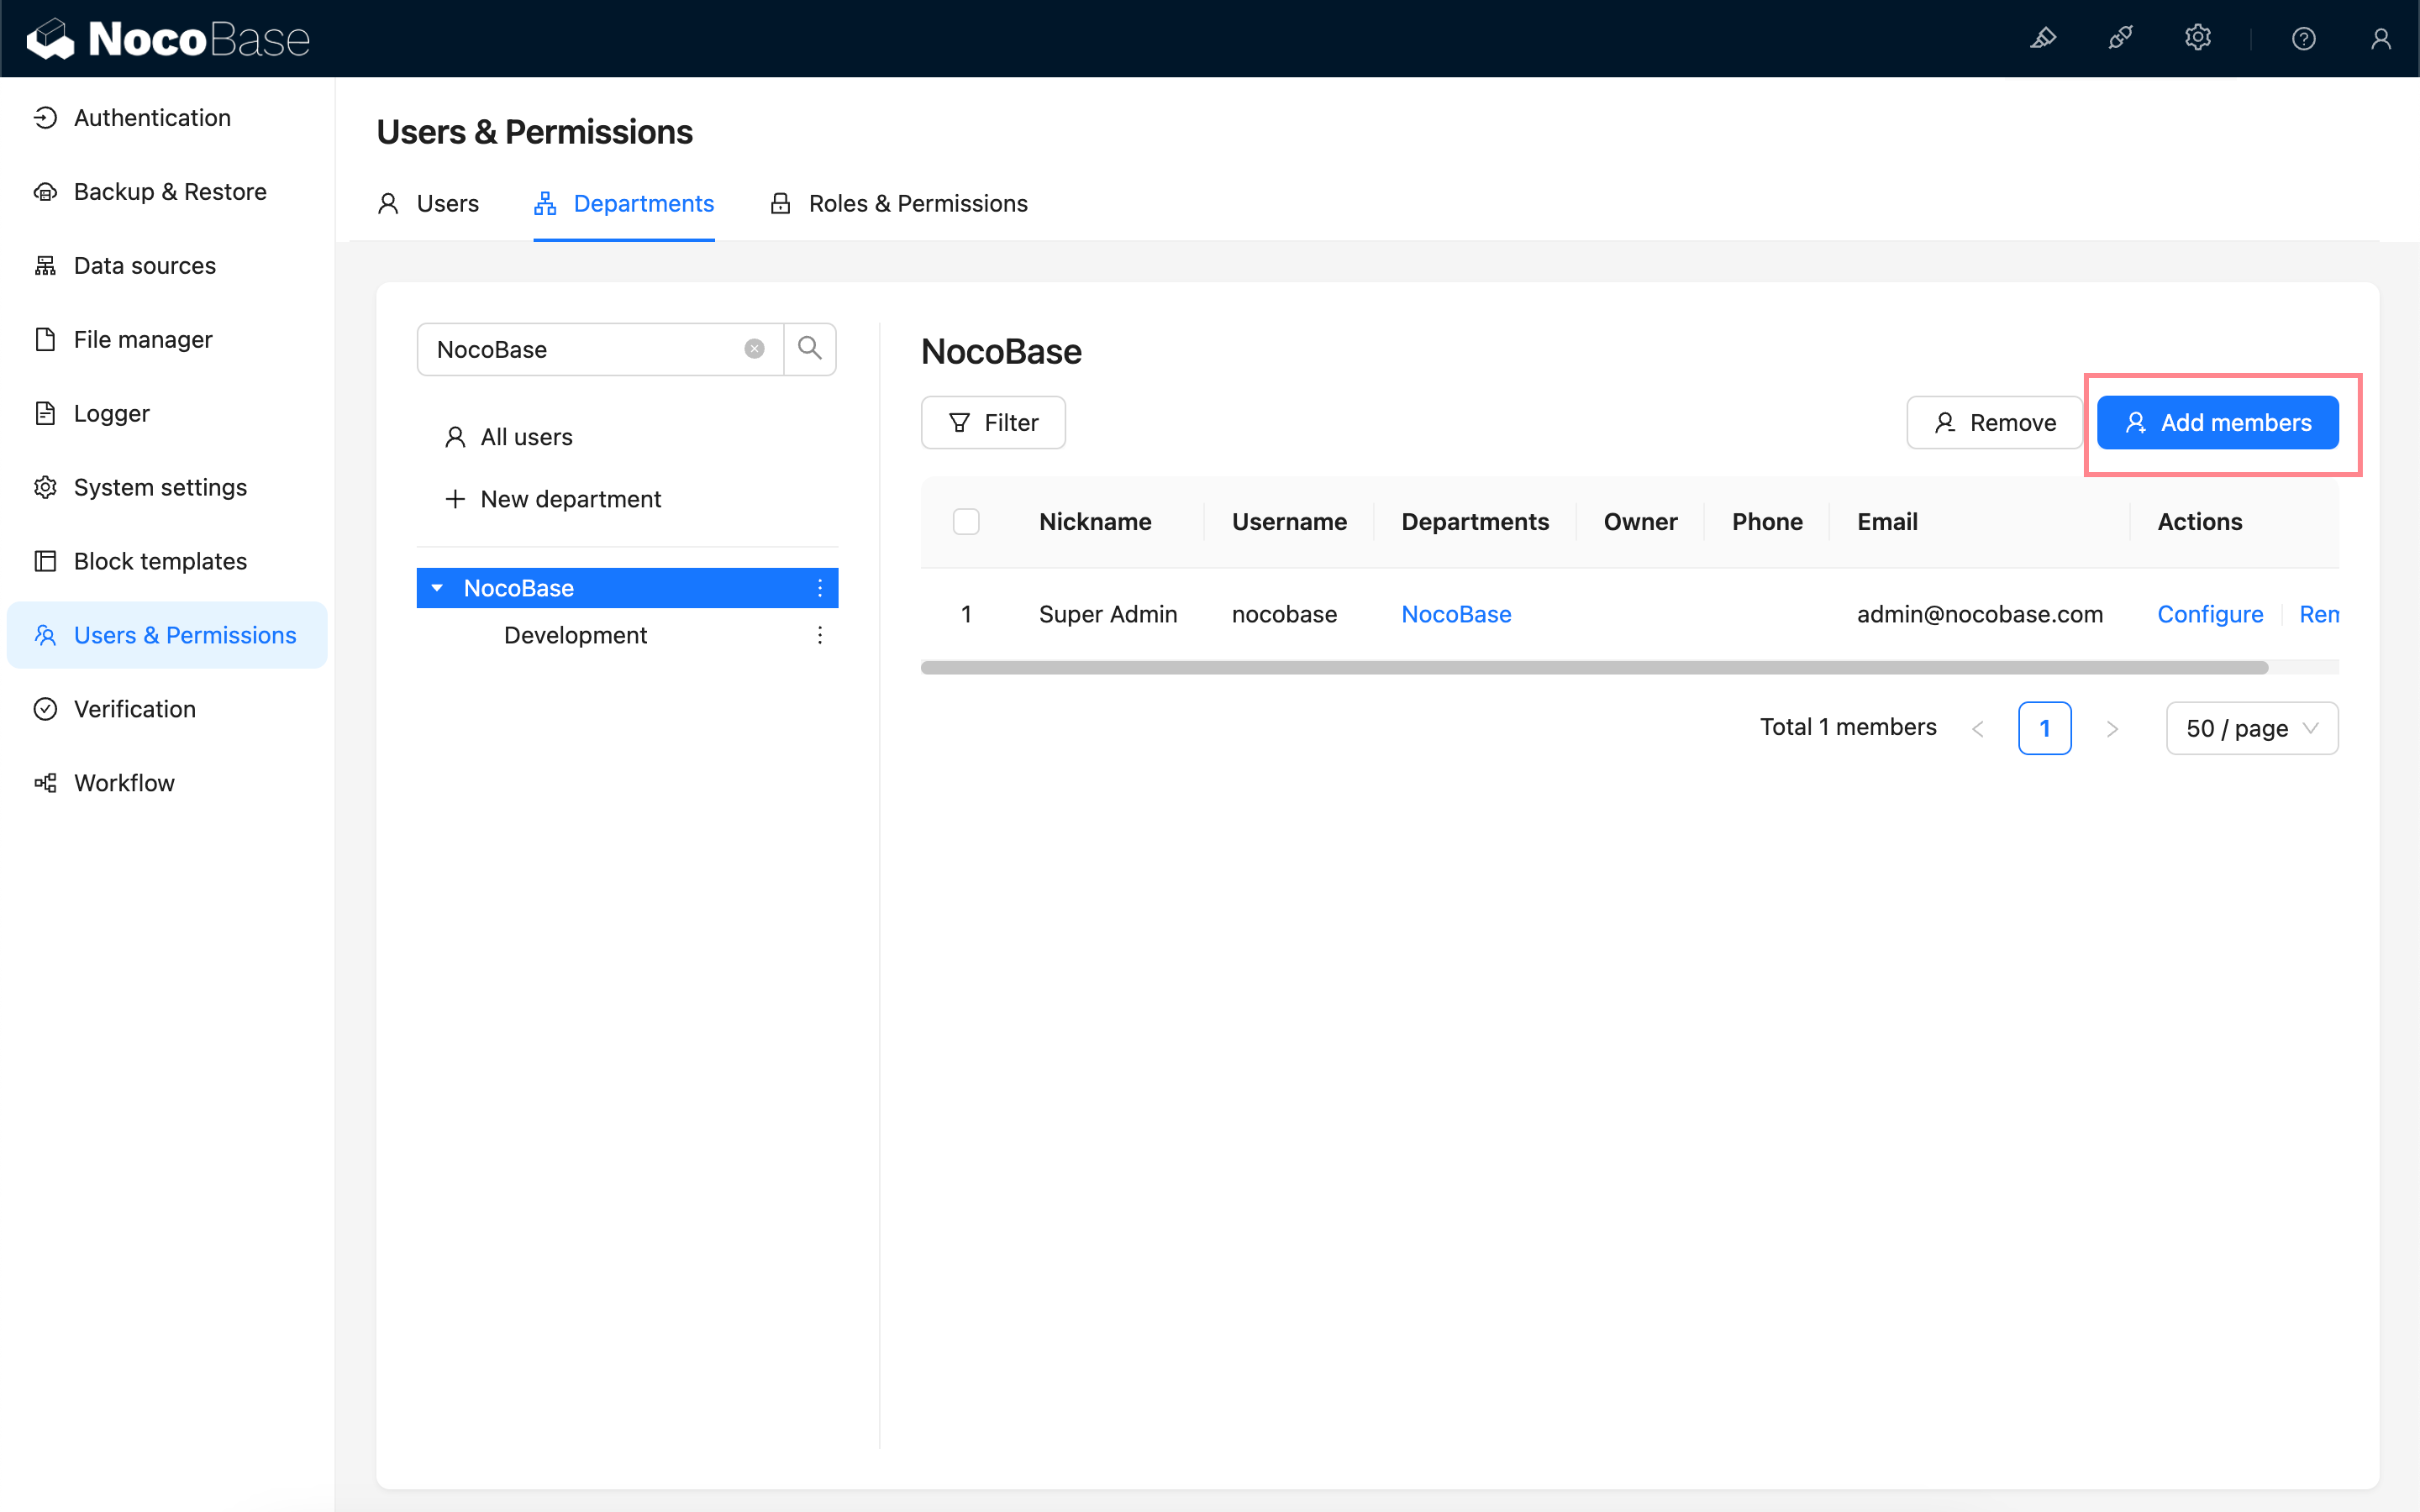 NocoBase
Authentication
Backup & Restore
Data sources
File manager
Logger
System settings
Block templates
Users & Permissions
Verification
Workflow
Users & Permissions
Users Departments Roles & Permissions
NocoBase
All users
New department
NocoBase
Development
NocoBase
Filter Remove Add members
Nickname Username Departments Owner Phone Email Actions
1 Super Admin nocobase NocoBase admin@nocobase.com Configure Rem
Total 1 members 1 50 / page